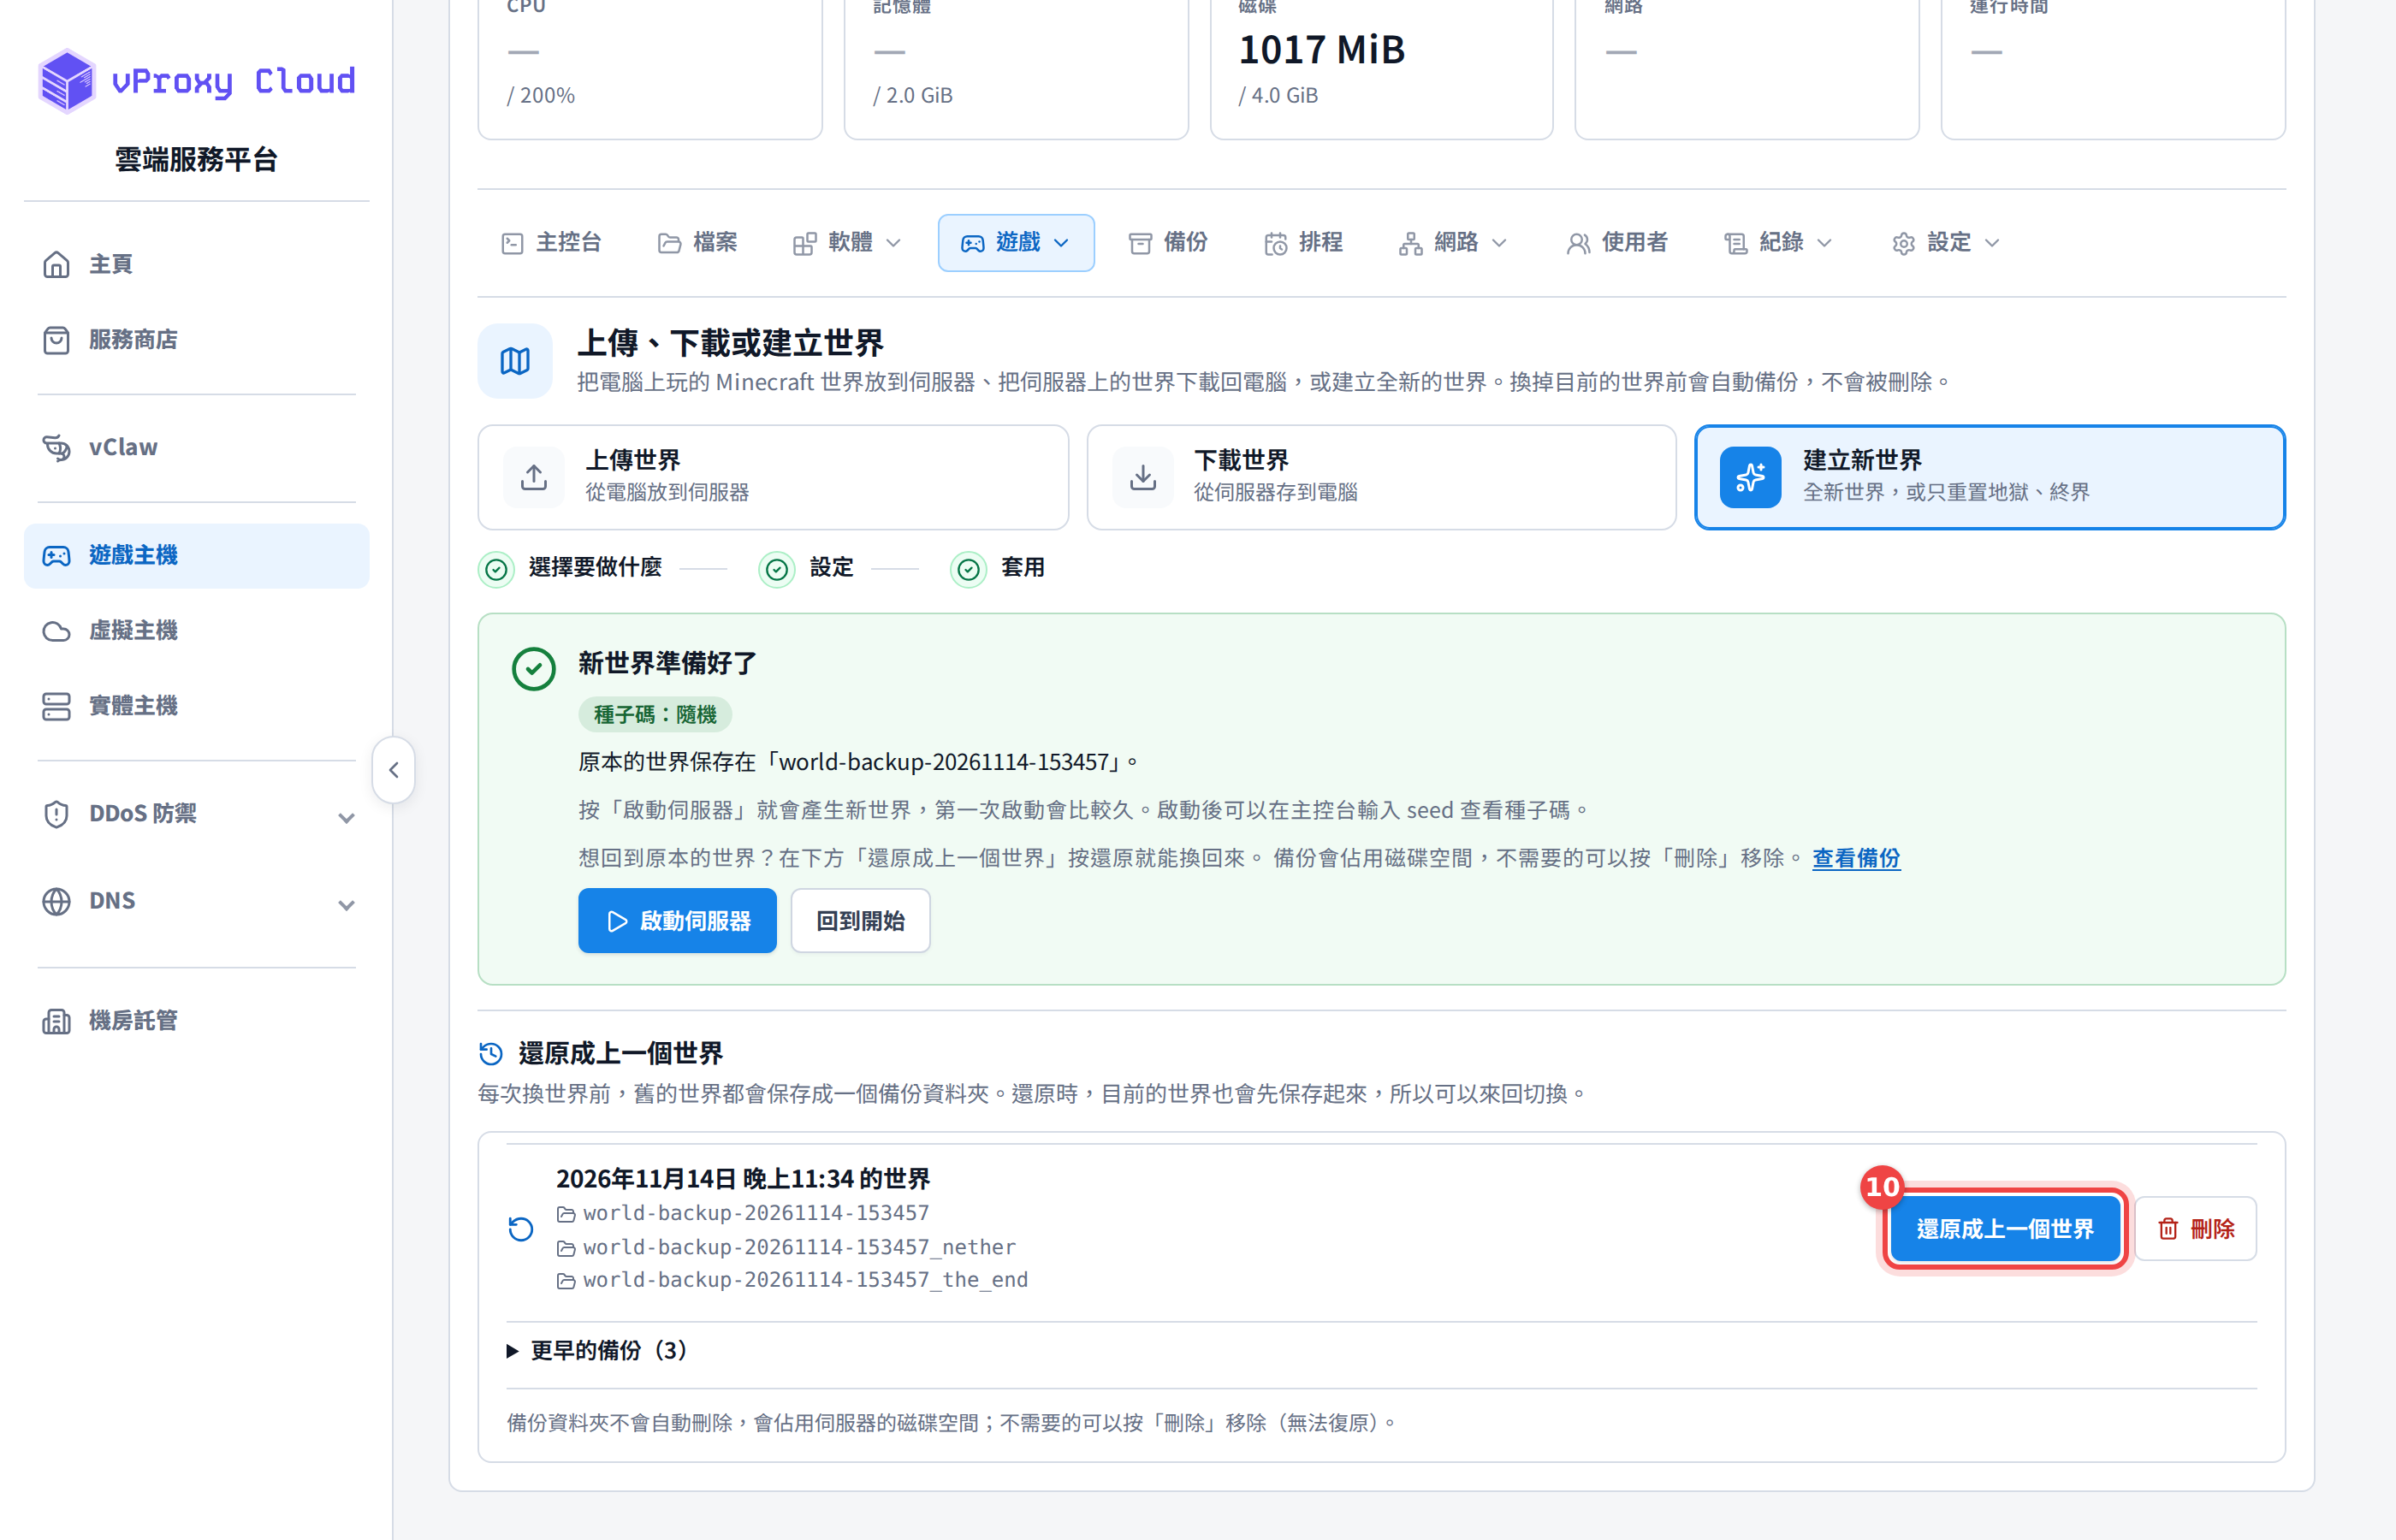 vProxy Cloud
雲端服務平台
主頁
服務商店
vClaw
遊戲主機
虛擬主機
實體主機
DDoS 防禦
DNS
機房託管
CPU
—
/ 200%
記憶體
—
/ 2.0 GiB
磁碟
1017 MiB
/ 4.0 GiB
網路
—
運行時間
—
主控台
檔案
軟體
遊戲
備份
排程
網路
使用者
紀錄
設定
上傳、下載或建立世界
把電腦上玩的 Minecraft 世界放到伺服器、把伺服器上的世界下載回電腦，或建立全新的世界。換掉目前的世界前會自動備份，不會被刪除。
上傳世界
從電腦放到伺服器
下載世界
從伺服器存到電腦
建立新世界
全新世界，或只重置地獄、終界
選擇要做什麼
設定
套用
新世界準備好了
種子碼：隨機
原本的世界保存在「world-backup-20261114-153457」。
按「啟動伺服器」就會產生新世界，第一次啟動會比較久。啟動後可以在主控台輸入 seed 查看種子碼。
想回到原本的世界？在下方「還原成上一個世界」按還原就能換回來。 備份會佔用磁碟空間，不需要的可以按「刪除」移除。 查看備份
啟動伺服器
回到開始
還原成上一個世界
每次換世界前，舊的世界都會保存成一個備份資料夾。還原時，目前的世界也會先保存起來，所以可以來回切換。
2026年11月14日 晚上11:34 的世界
world-backup-20261114-153457
world-backup-20261114-153457_nether
world-backup-20261114-153457_the_end
10
還原成上一個世界
刪除
更早的備份（3）
備份資料夾不會自動刪除，會佔用伺服器的磁碟空間；不需要的可以按「刪除」移除（無法復原）。